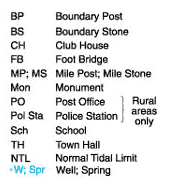 BP Boundary Post
BS Boundary Stone
CH Club House
FB Foot Bridge
MP; MS Mile Post; Mile Stone
Mon Monument
PO Post Office
Pol Sta Police Station
Rural areas only
Sch School
TH Town Hall
NTL Normal Tidal Limit
W; Spr Well; Spring